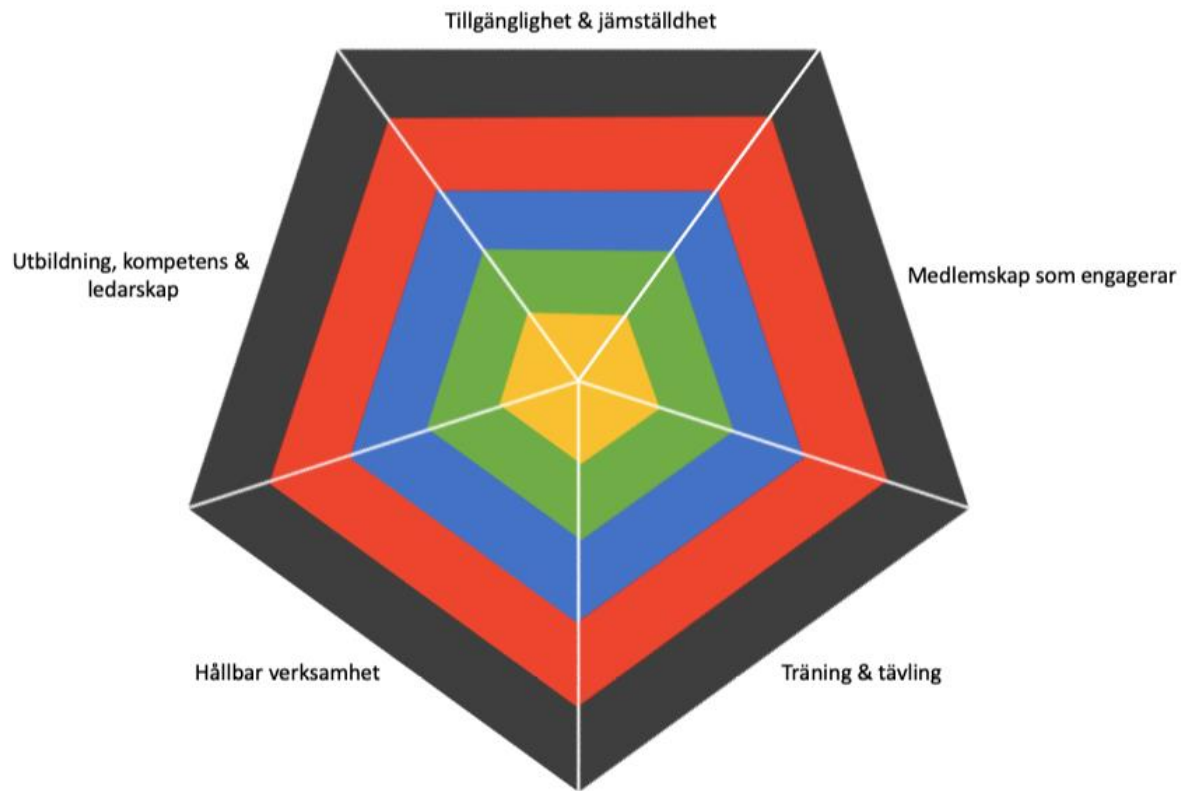 Tillgänglighet & jämställdhet
Utbildning, kompetens &
ledarskap
Medlemskap som engagerar
Hållbar verksamhet
Träning & tävling